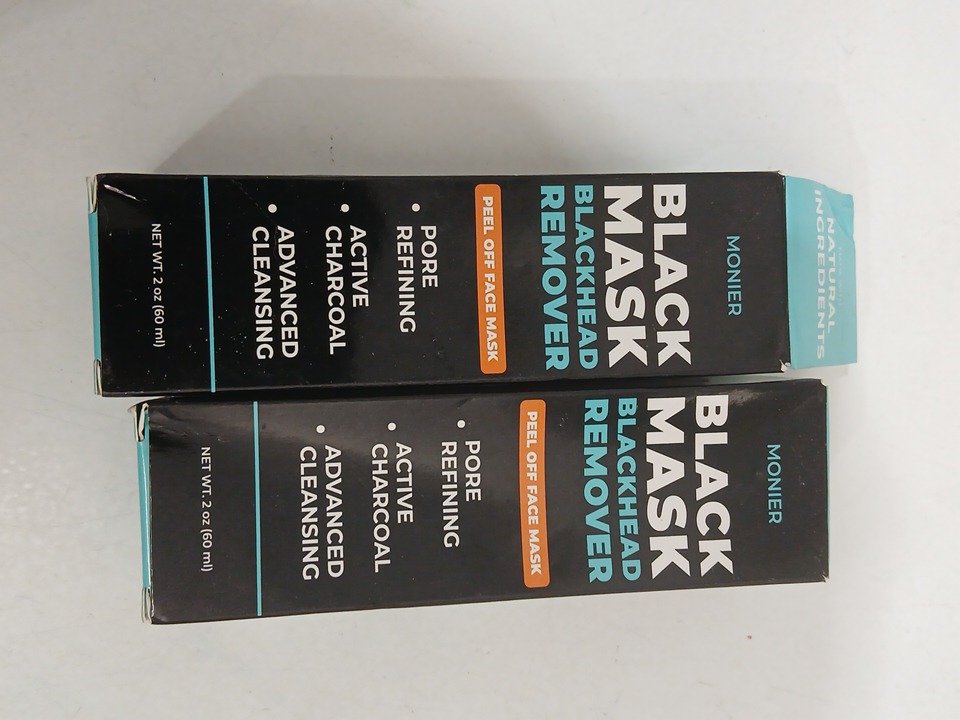 MONIER
BLACK
MASK
BLACKHEAD
REMOVER
PEEL OFF FACE MASK
• PORE
REFINING
• ACTIVE
CHARCOAL
• ADVANCED
CLEANSING
NET WT. 2 oz (60 ml)
NATURAL
INGREDIENTS
MONIER
BLACK
MASK
BLACKHEAD
REMOVER
PEEL OFF FACE MASK
• PORE
REFINING
• ACTIVE
CHARCOAL
• ADVANCED
CLEANSING
NET WT. 2 oz (60 ml)